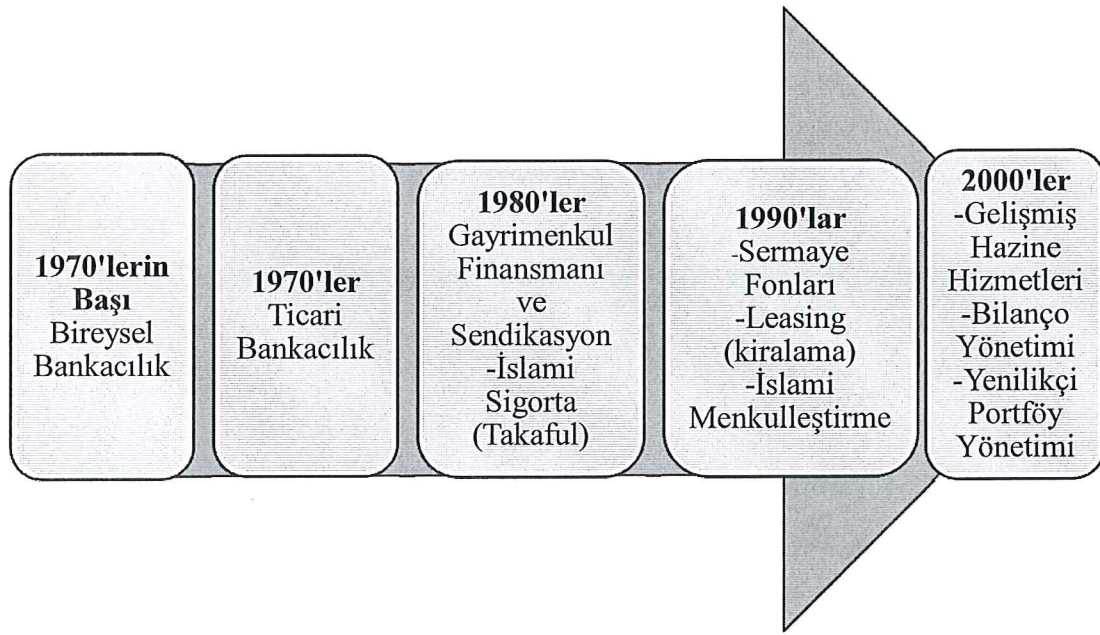 1970'lerin
Başı
Bireysel
Bankacılık
1970'ler
Ticari
Bankacılık
1980'ler
Gayrimenkul
Finansmanı
ve
Sendikasyon
-İslami
Sigorta
(Takaful)
1990'lar
-Sermaye
Fonları
-Leasing
(kiralama)
-İslami
Menkulleştirme
2000'ler
-Gelişmiş
Hazine
Hizmetleri
-Bilanço
Yönetimi
-Yenilikçi
Portföy
Yönetimi